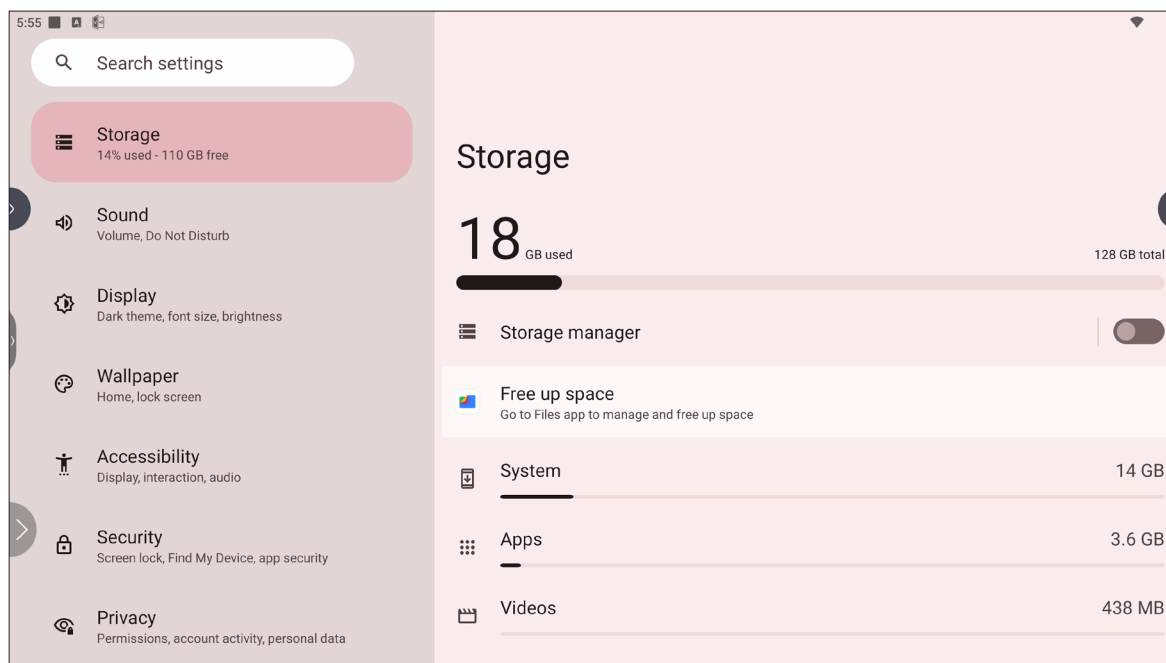 5:55
Search settings
Storage
14% used - 110 GB free
Sound
Volume, Do Not Disturb
Display
Dark theme, font size, brightness
Wallpaper
Home, lock screen
Accessibility
Display, interaction, audio
Security
Screen lock, Find My Device, app security
Privacy
Permissions, account activity, personal data
Storage
18 GB used
128 GB total
Storage manager
Free up space
Go to Files app to manage and free up space
System
14 GB
Apps
3.6 GB
Videos
438 MB